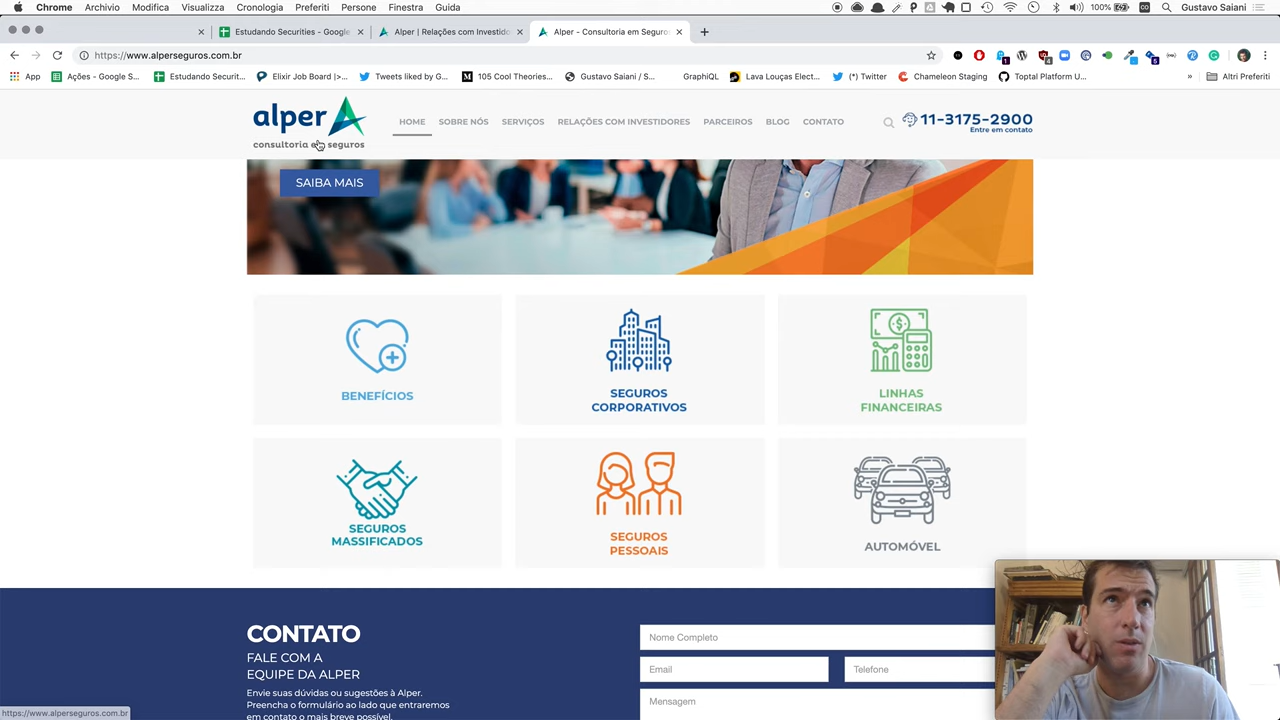 Chrome Archivio Modifica Visualizza Cronologia Preferiti Persone Finestra Guida 100% Gustavo Saiani
Estudando Securities - Google
Alper | Relações com Investido
Alper - Consultoria em Seguro
https://www.alperseguros.com.br
App Ações - Google S... Estudando Securit... Elixir Job Board |>... Tweets liked by G... 105 Cool Theories... Gustavo Saiani / S... GraphiQL Lava Louças Elect... (*) Twitter Chameleon Staging Toptal Platform U... » Altri Preferiti
alper
consultoria em seguros
HOME SOBRE NÓS SERVIÇOS RELAÇÕES COM INVESTIDORES PARCEIROS BLOG CONTATO
11-3175-2900
Entre em contato
SAIBA MAIS
BENEFÍCIOS
SEGUROS
CORPORATIVOS
LINHAS
FINANCEIRAS
SEGUROS
MASSIFICADOS
SEGUROS
PESSOAIS
AUTOMÓVEL
CONTATO
FALE COM A
EQUIPE DA ALPER
Envie suas dúvidas ou sugestões à Alper.
Preencha o formulário ao lado que entraremos
em contato o mais breve possível.
Nome Completo
Email
Telefone
Mensagem
https://www.alperseguros.com.br